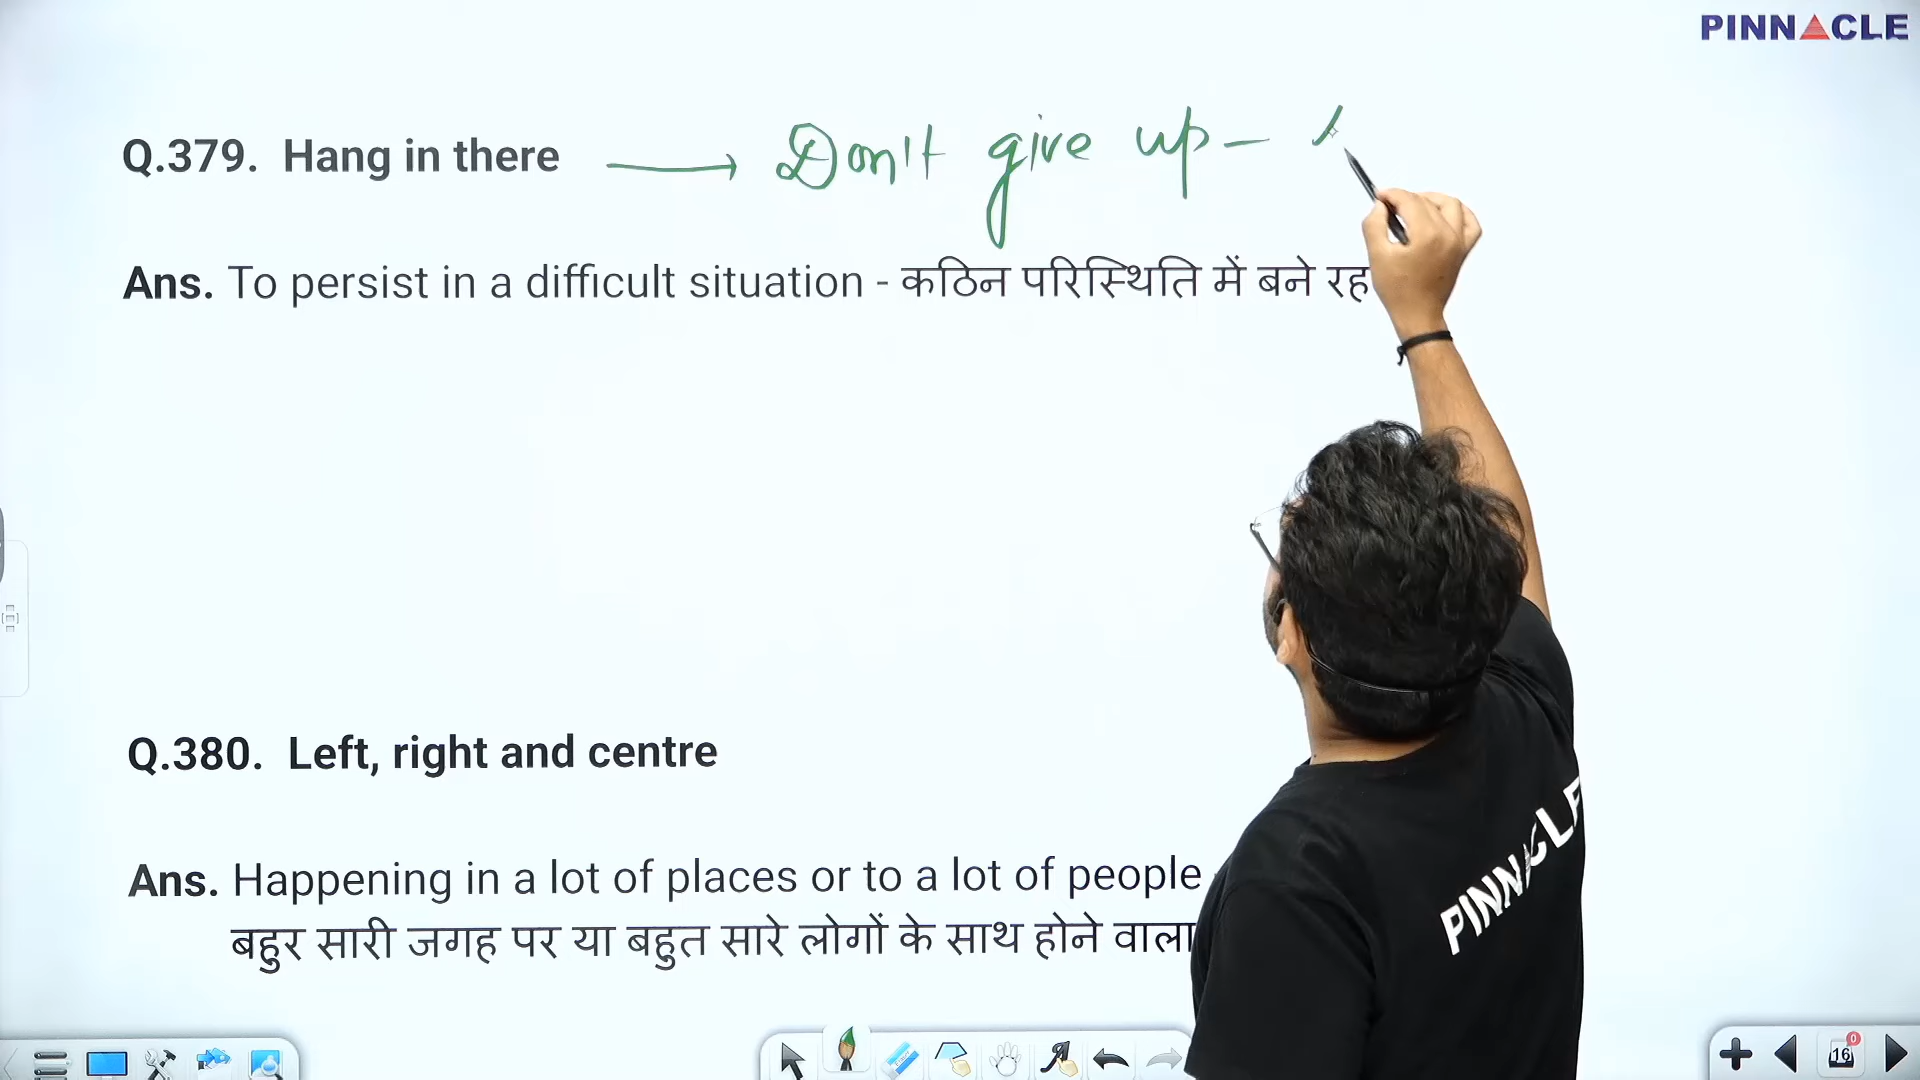 PINNACLE
Q.379. Hang in there → Don't give up –
Ans. To persist in a difficult situation - कठिन परिस्थिति में बने रह
Q.380. Left, right and centre
Ans. Happening in a lot of places or to a lot of people
बहुर सारी जगह पर या बहुत सारे लोगों के साथ होने वाला
PINNACLE
16
0